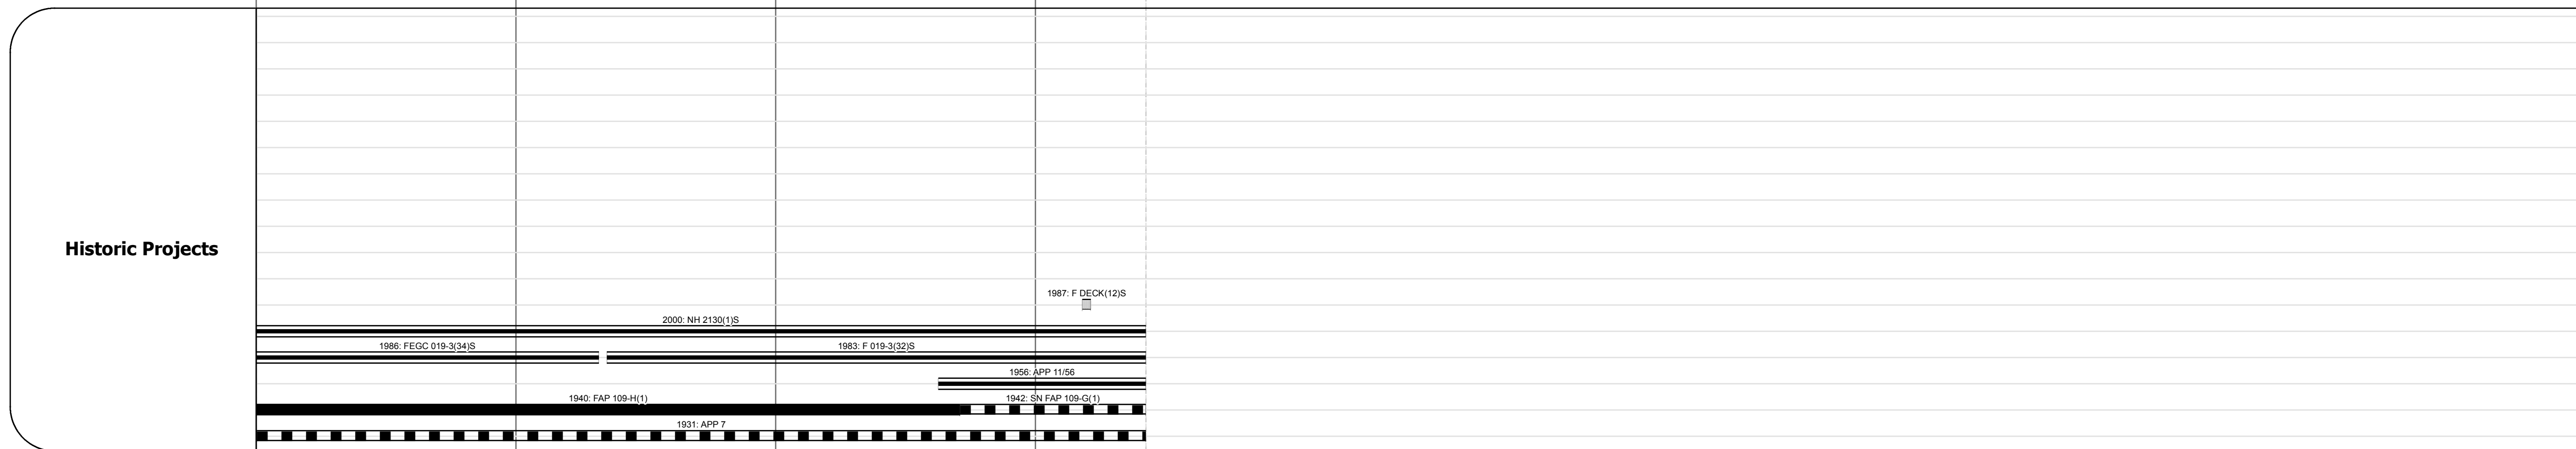 Historic Projects
1987: F DECK(12)S
2000: NH 2130(1)S
1986: FEGC 019-3(34)S
1983: F 019-3(32)S
1956: APP 11/56
1940: FAP 109-H(1)
1942: SN FAP 109-G(1)
1931: APP 7